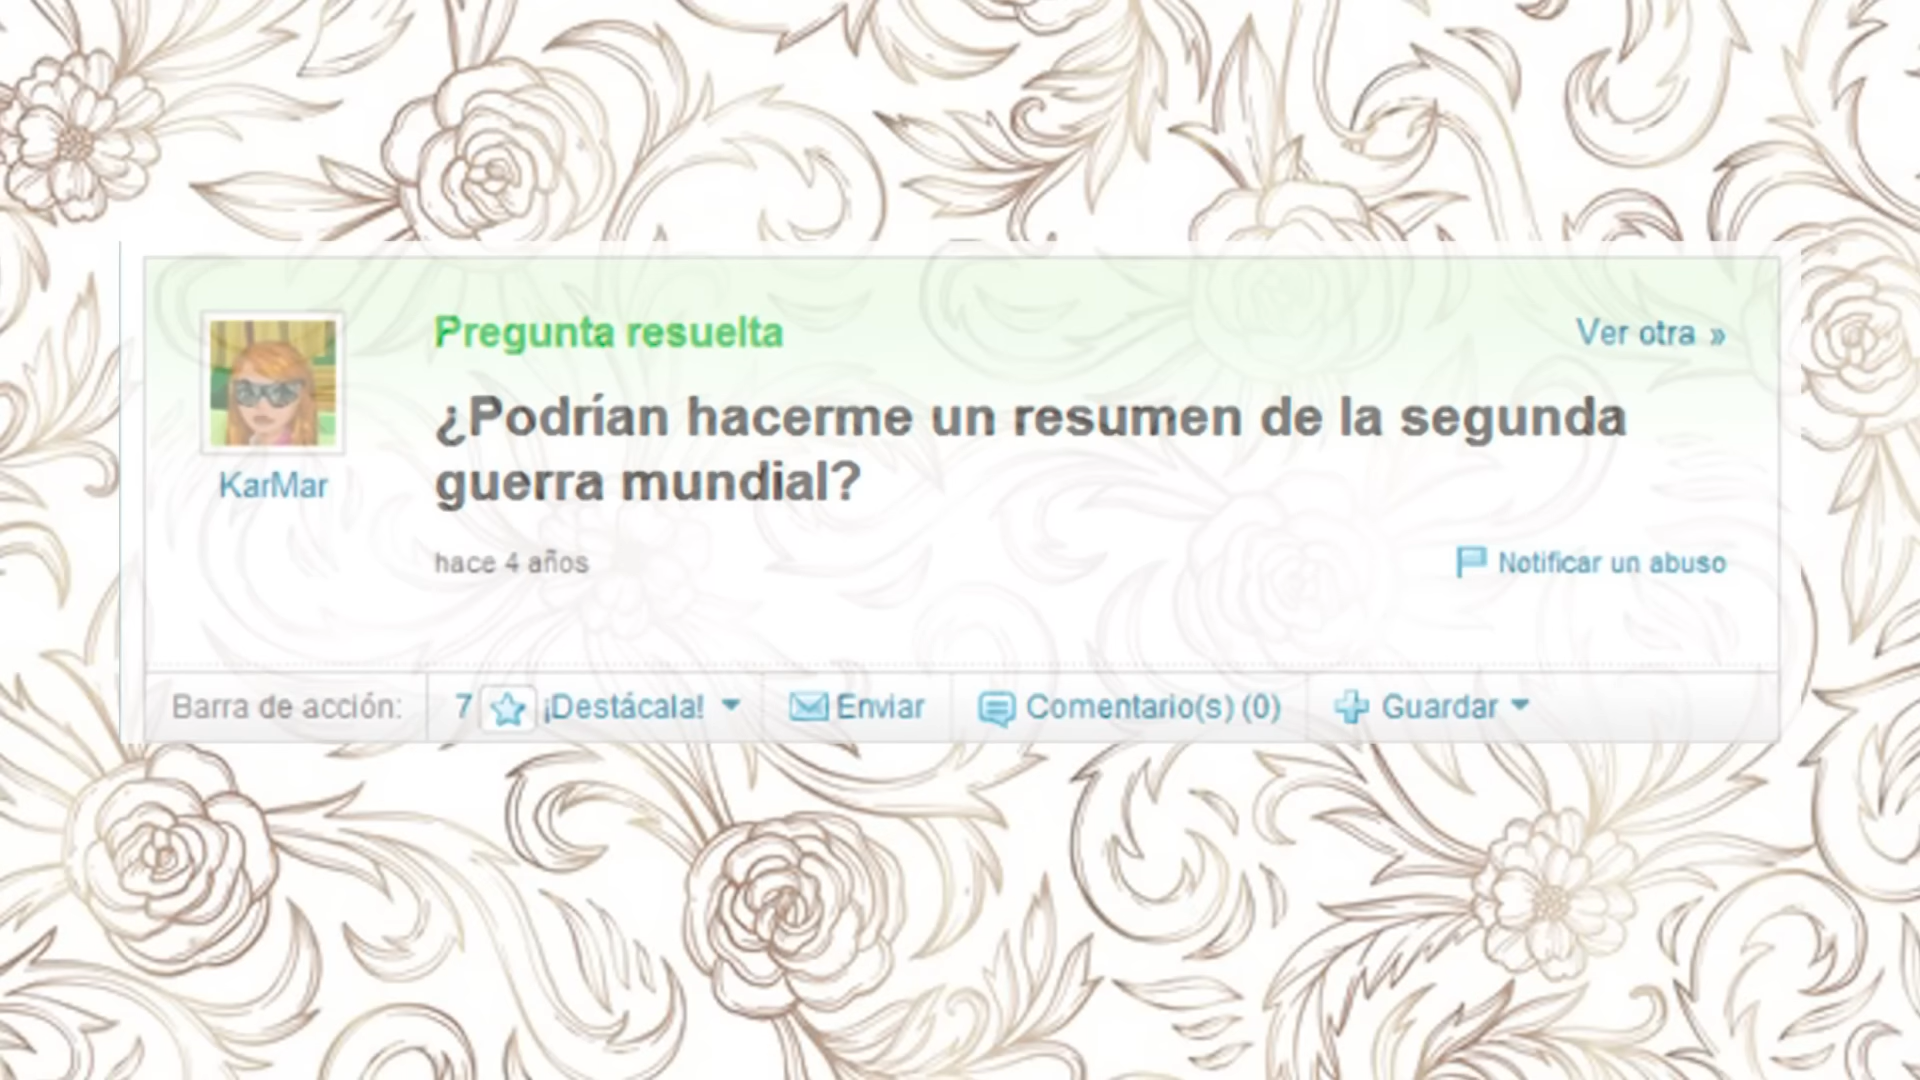 Pregunta resuelta
Ver otra »
¿Podrían hacerme un resumen de la segunda
guerra mundial?
KarMar
hace 4 años
Notificar un abuso
Barra de acción: 7 ¡Destácala! Enviar Comentario(s) (0) Guardar